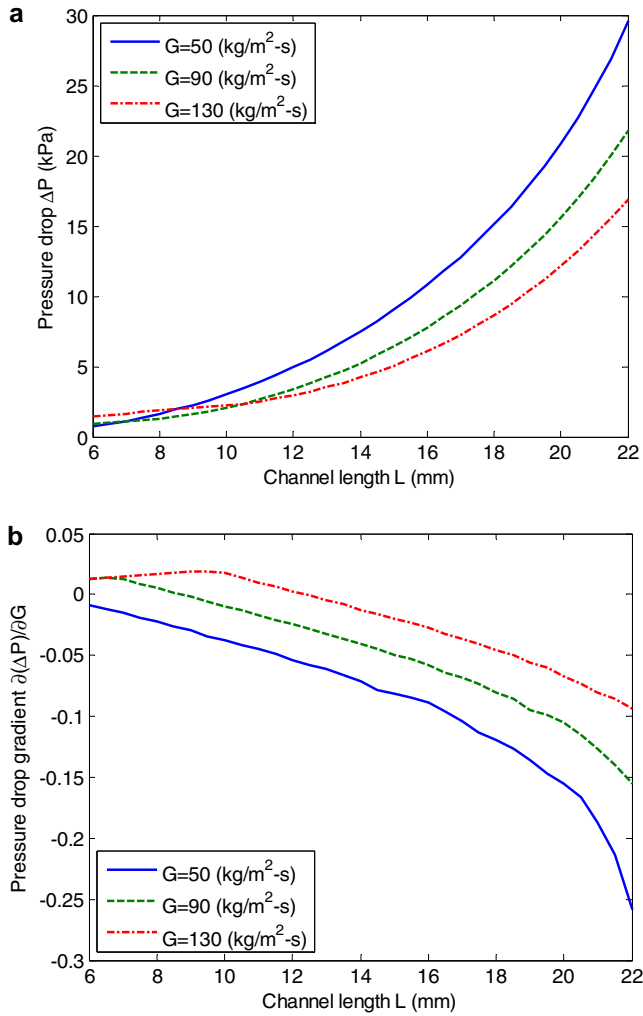 a
30
25
20
15
10
5
0
Pressure drop ΔP (kPa)
G=50 (kg/m²-s)
G=90 (kg/m²-s)
G=130 (kg/m²-s)
6 8 10 12 14 16 18 20 22
Channel length L (mm)
b
0.05
0
-0.05
-0.1
-0.15
-0.2
-0.25
-0.3
Pressure drop gradient ∂(ΔP)/∂G
G=50 (kg/m²-s)
G=90 (kg/m²-s)
G=130 (kg/m²-s)
6 8 10 12 14 16 18 20 22
Channel length L (mm)